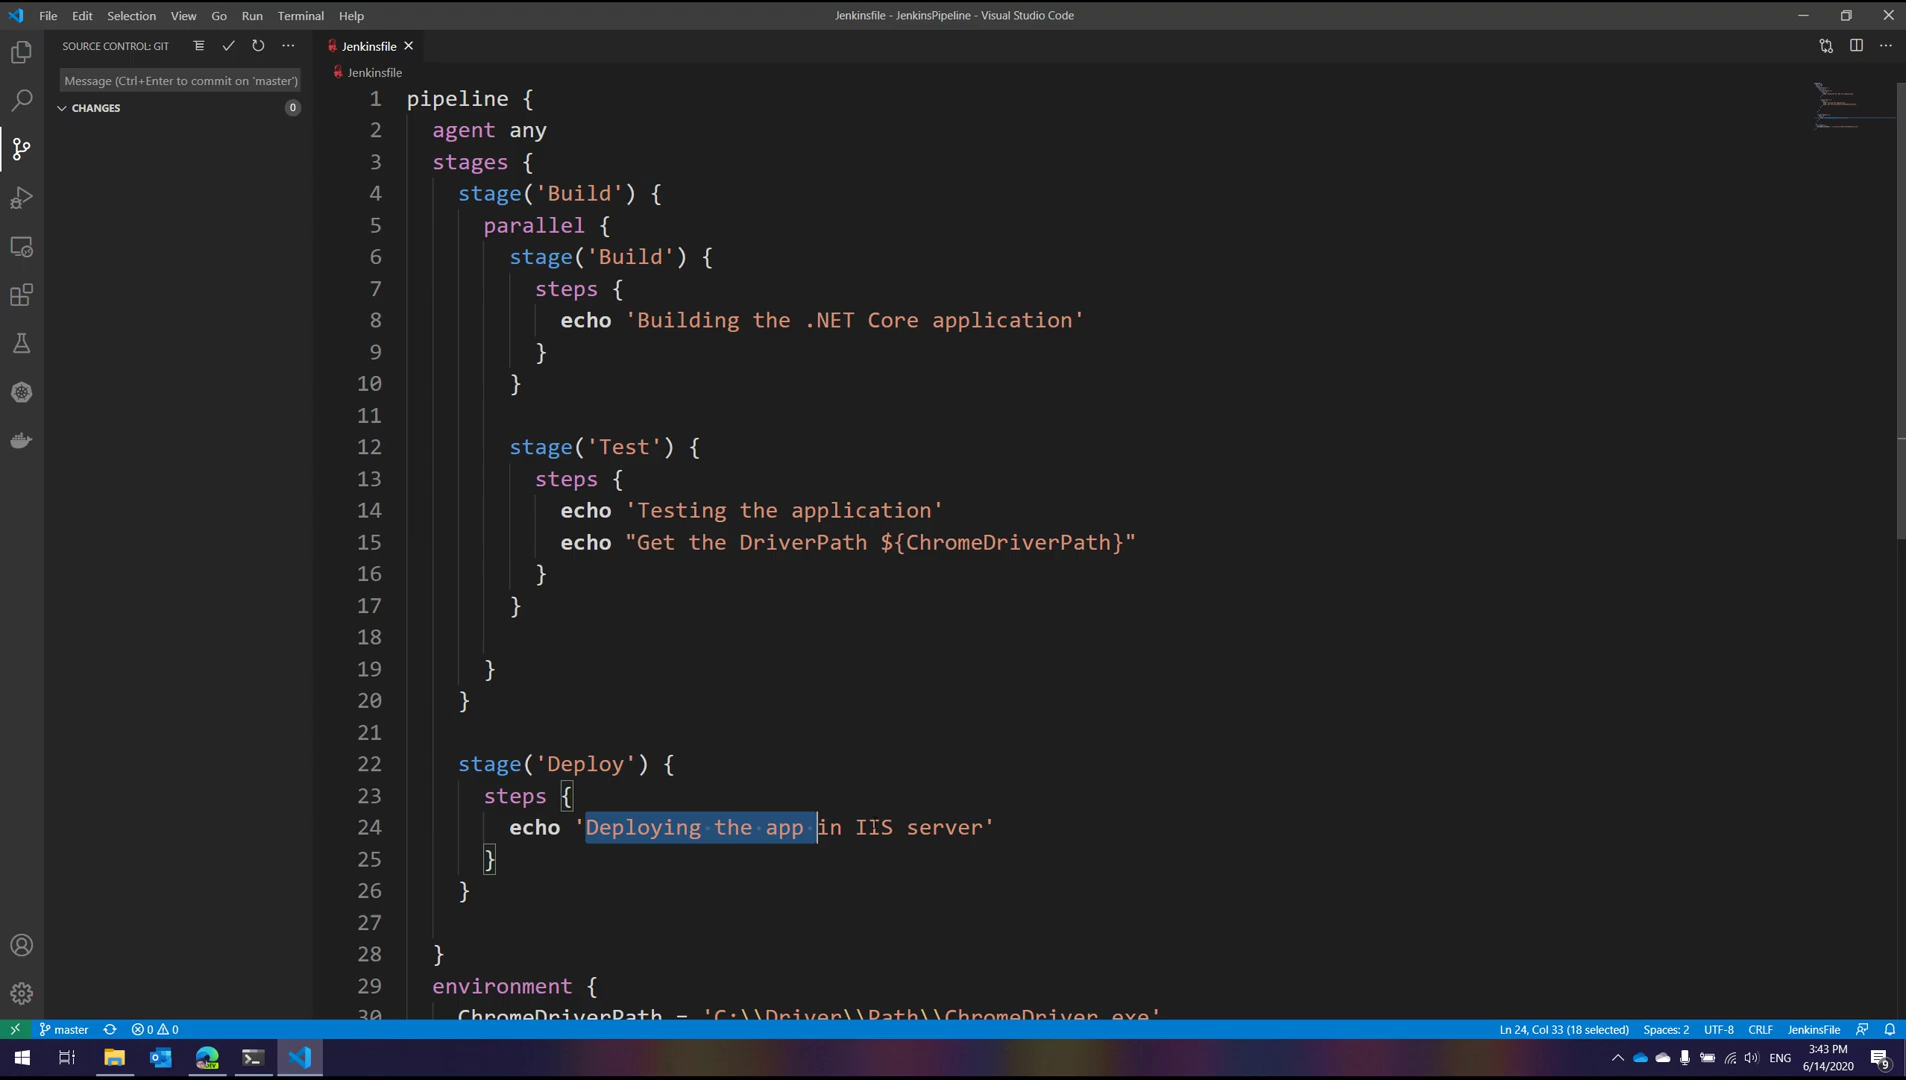 File Edit Selection View Go Run Terminal Help
Jenkinsfile - JenkinsPipeline - Visual Studio Code
SOURCE CONTROL: GIT
Message (Ctrl+Enter to commit on 'master')
CHANGES 0
Jenkinsfile
Jenkinsfile
1 pipeline {
2 agent any
3 stages {
4 stage('Build') {
5 parallel {
6 stage('Build') {
7 steps {
8 echo 'Building the .NET Core application'
9 }
10 }
11
12 stage('Test') {
13 steps {
14 echo 'Testing the application'
15 echo "Get the DriverPath ${ChromeDriverPath}"
16 }
17 }
18
19 }
20 }
21
22 stage('Deploy') {
23 steps {
24 echo 'Deploying the app in IIS server'
25 }
26 }
27
28 }
29 environment {
30 ChromeDriverPath = 'C:\\Driver\\Path\\ChromeDriver.exe'
master 0 0
Ln 24, Col 33 (18 selected) Spaces: 2 UTF-8 CRLF JenkinsFile
ENG
3:43 PM
6/14/2020
9